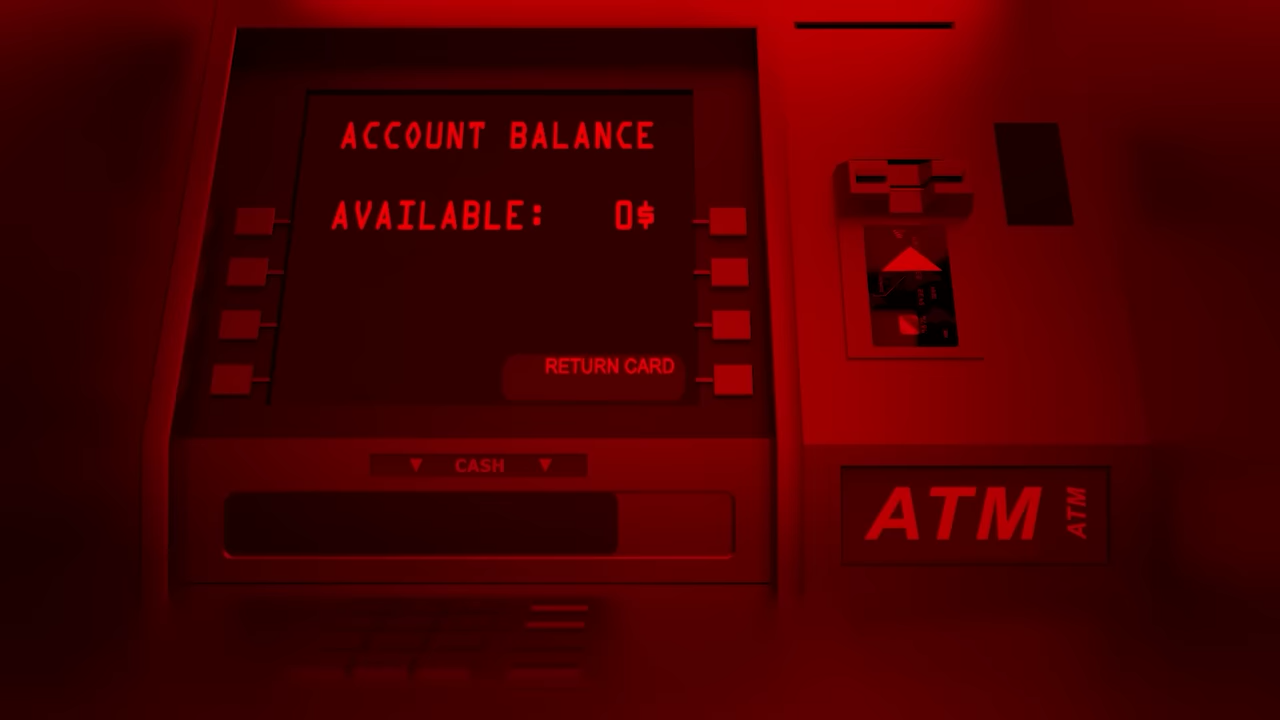 ACCOUNT BALANCE
AVAILABLE: 0$
RETURN CARD
CASH
ATM
ATM